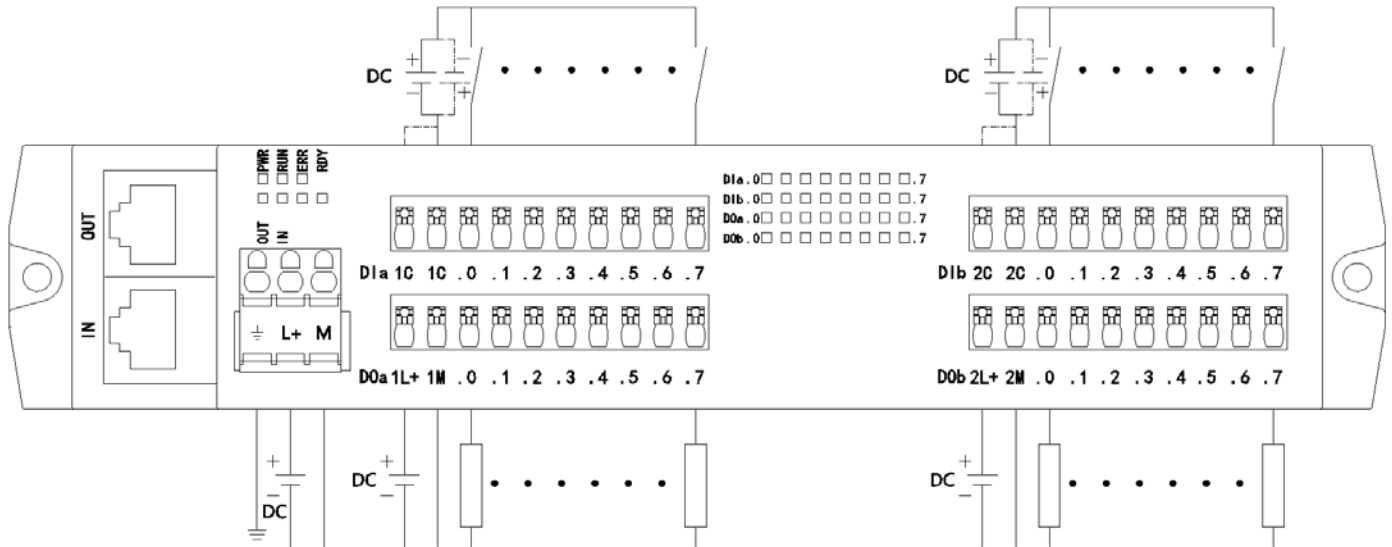 + − DC − +
+ − DC − +
PWR RUN ERR RDY
OUT IN
OUT
IN
DIa .0 .7
DIb .0 .7
DOa .0 .7
DOb .0 .7
DIa 1C 1C .0 .1 .2 .3 .4 .5 .6 .7
DIb 2C 2C .0 .1 .2 .3 .4 .5 .6 .7
L+ M
DOa 1L+ 1M .0 .1 .2 .3 .4 .5 .6 .7
DOb 2L+ 2M .0 .1 .2 .3 .4 .5 .6 .7
+ − DC
+ DC −
+ DC −